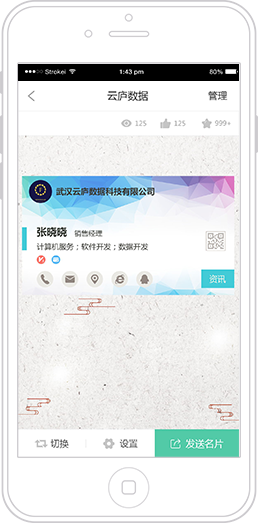 Strokei 1:43 pm 80%
云庐数据 管理
125 125 999+
武汉云庐数据科技有限公司
张晓晓 销售经理
计算机服务；软件开发；数据开发
资讯
切换 设置 发送名片